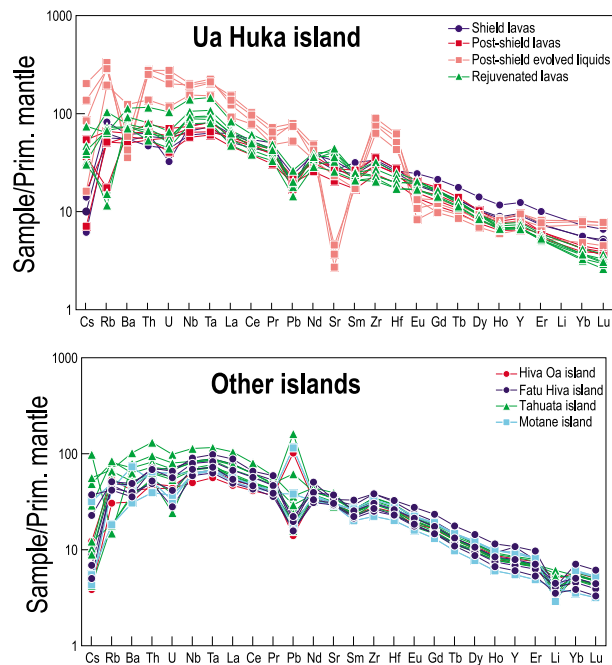 Ua Huka island
Shield lavas
Post-shield lavas
Post-shield evolved liquids
Rejuvenated lavas
Sample/Prim. mantle
1000
100
10
1
Cs Rb Ba Th U Nb Ta La Ce Pr Pb Nd Sr Sm Zr Hf Eu Gd Tb Dy Ho Y Er Li Yb Lu
Other islands
Hiva Oa island
Fatu Hiva island
Tahuata island
Motane island
Sample/Prim. mantle
1000
100
10
1
Cs Rb Ba Th U Nb Ta La Ce Pr Pb Nd Sr Sm Zr Hf Eu Gd Tb Dy Ho Y Er Li Yb Lu